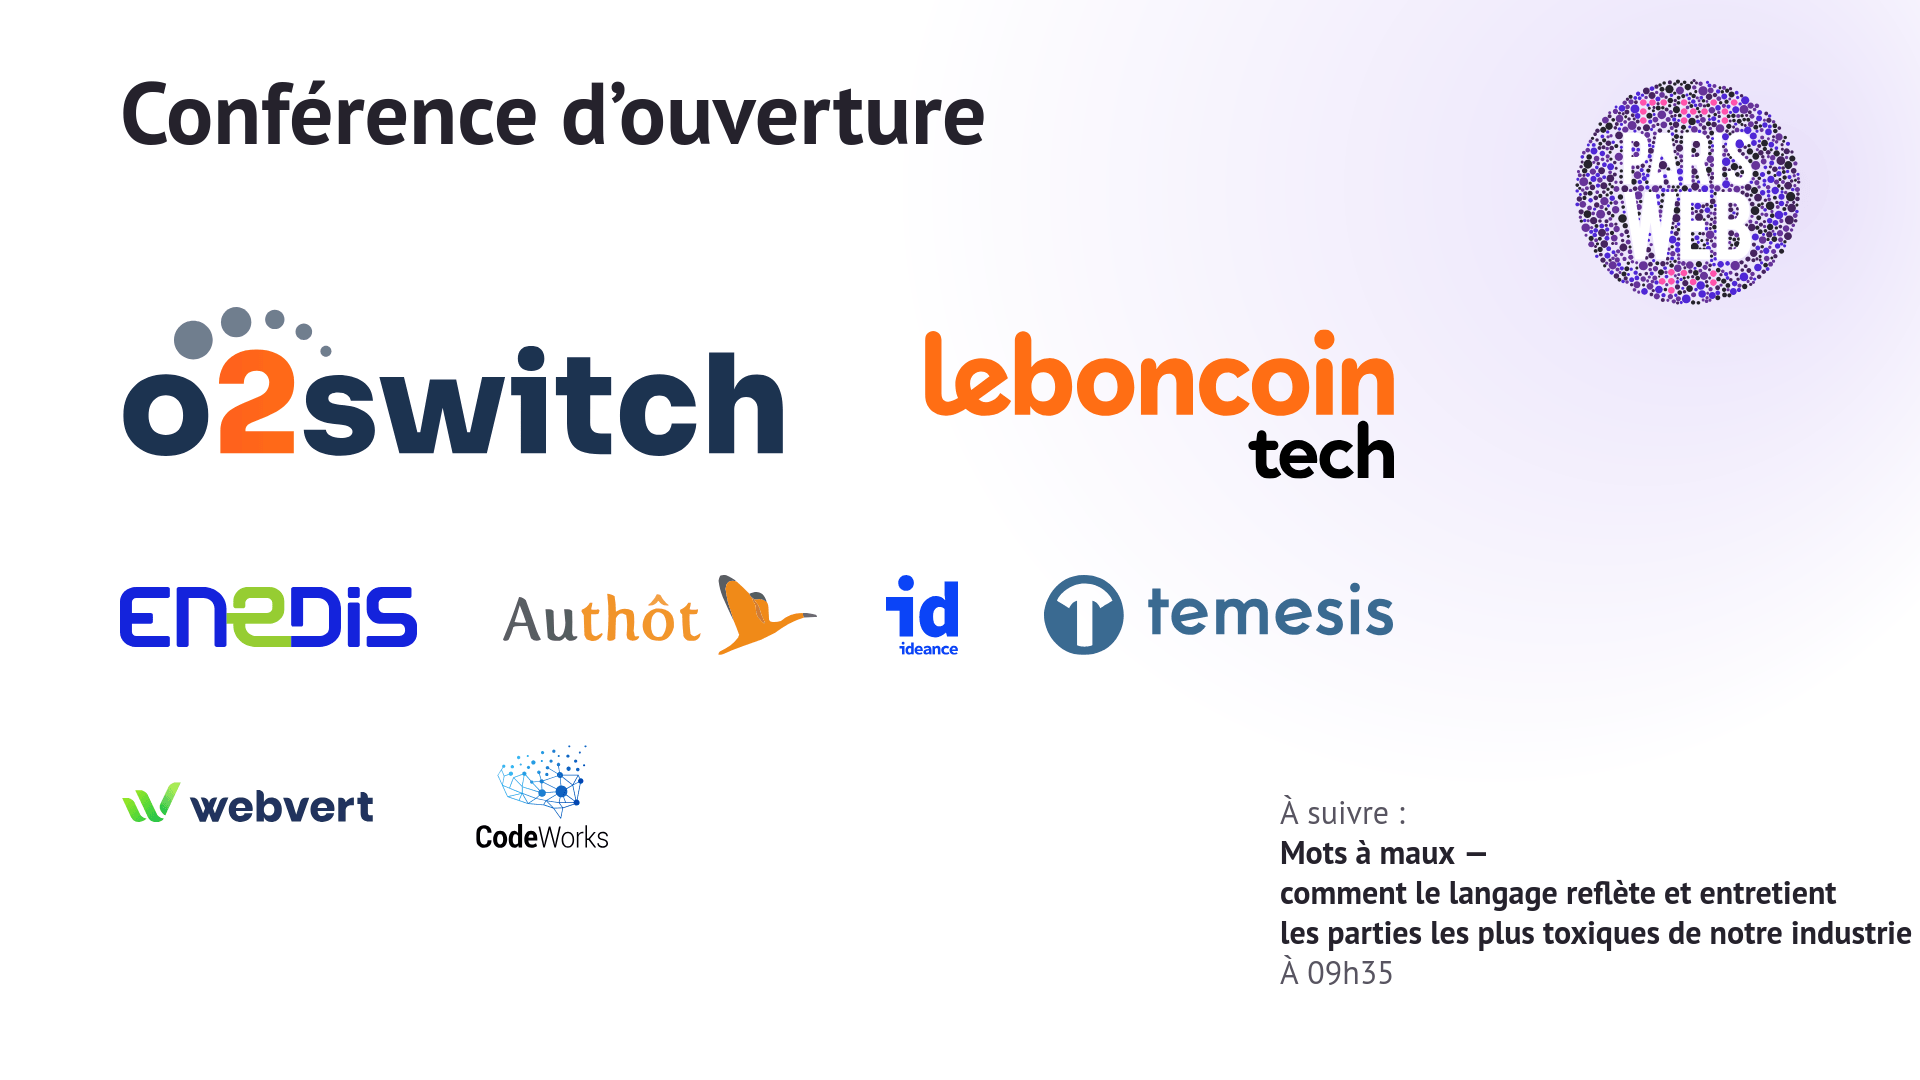 Conférence d’ouverture
PARIS
WEB
o2switch
leboncoin
tech
ENEDIS
Authôt
id
ideance
temesis
webvert
CodeWorks
À suivre :
Mots à maux —
comment le langage reflète et entretient
les parties les plus toxiques de notre industrie
À 09h35